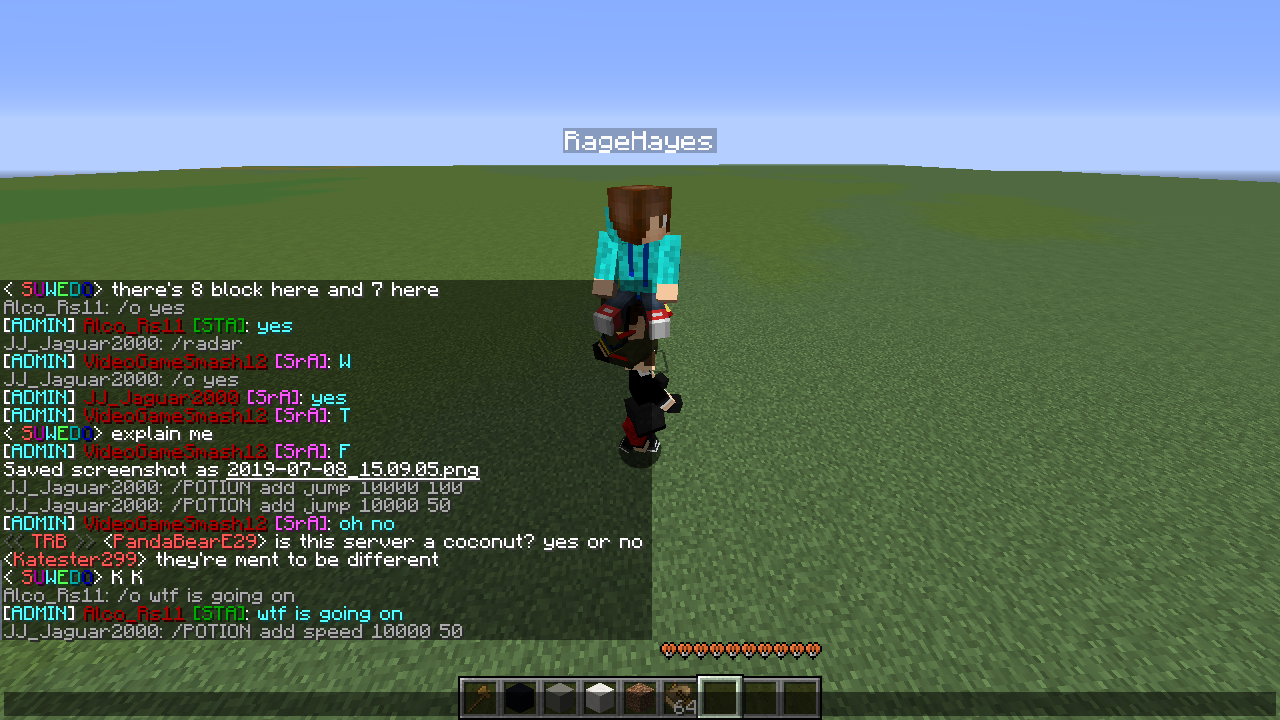 RageHayes
< SUWEDO> there's 8 block here and 7 here
Alco_Rs11: /o yes
[ADMIN] Alco_Rs11 [STA]: yes
JJ_Jaguar2000: /radar
[ADMIN] VideoGameSmash12 [SrA]: W
JJ_Jaguar2000: /o yes
[ADMIN] JJ_Jaguar2000 [SrA]: yes
[ADMIN] VideoGameSmash12 [SrA]: T
< SUWEDO> explain me
[ADMIN] VideoGameSmash12 [SrA]: F
Saved screenshot as 2019-07-08_15.09.05.png
JJ_Jaguar2000: /POTION add jump 10000 100
JJ_Jaguar2000: /POTION add jump 10000 50
[ADMIN] VideoGameSmash12 [SrA]: oh no
<< TRB >> <PandaBearE29> is this server a coconut? yes or no
<Katester299> they're ment to be different
< SUWEDO> K K
Alco_Rs11: /o wtf is going on
[ADMIN] Alco_Rs11 [STA]: wtf is going on
JJ_Jaguar2000: /POTION add speed 10000 50
64